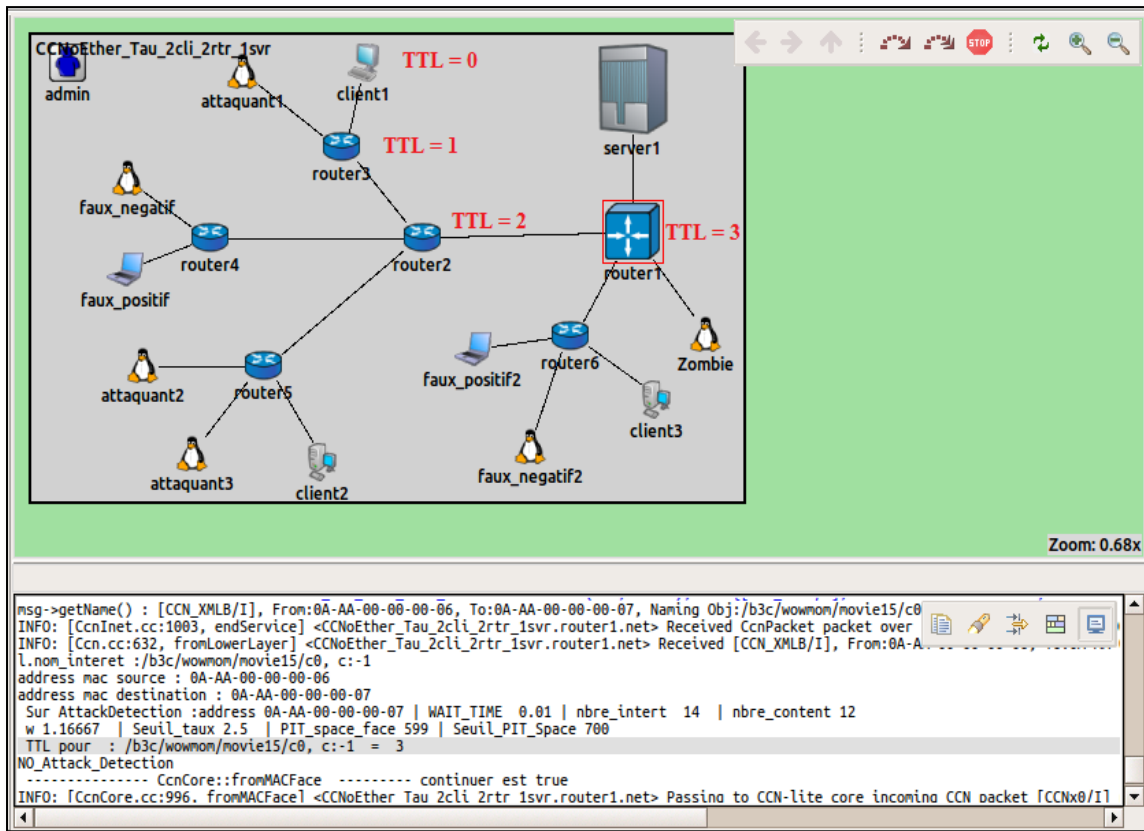 CCNoEther_Tau_2cli_2rtr_1svr
TTL = 0
STOP
admin
attaquant1
client1
server1
TTL = 1
router3
faux_negatif
TTL = 2
TTL = 3
router4
router2
router1
faux_positif
attaquant2
router5
faux_positif2
router6
Zombie
client3
attaquant3
client2
faux_negatif2
Zoom: 0.68x
msg->getName() : [CCN_XMLB/I], From:0A-AA-00-00-00-06, To:0A-AA-00-00-00-07, Naming Obj:/b3c/wowmom/movie15/c0
INFO: [CcnInet.cc:1003, endService] <CCNoEther_Tau_2cli_2rtr_1svr.router1.net> Received CcnPacket packet over
INFO: [Ccn.cc:632, fromLowerLayer] <CCNoEther_Tau_2cli_2rtr_1svr.router1.net> Received [CCN_XMLB/I],
l.nom_interet :/b3c/wowmom/movie15/c0, c:-1
address mac source : 0A-AA-00-00-00-06
address mac destination : 0A-AA-00-00-00-07
Sur AttackDetection :address 0A-AA-00-00-00-07 | WAIT_TIME 0.01 | nbre_intert 14 | nbre_content 12
w 1.16667 | Seuil_taux 2.5 | PIT_space_face 599 | Seuil_PIT_Space 700
TTL pour : /b3c/wowmom/movie15/c0, c:-1 = 3
NO_Attack_Detection
--------------- CcnCore::fromMACFace --------- continuer est true
INFO: [CcnCore.cc:996, fromMACFace] <CCNoEther_Tau_2cli_2rtr_1svr.router1.net> Passing to CCN-lite core incoming CCN packet [CCNx0/I]